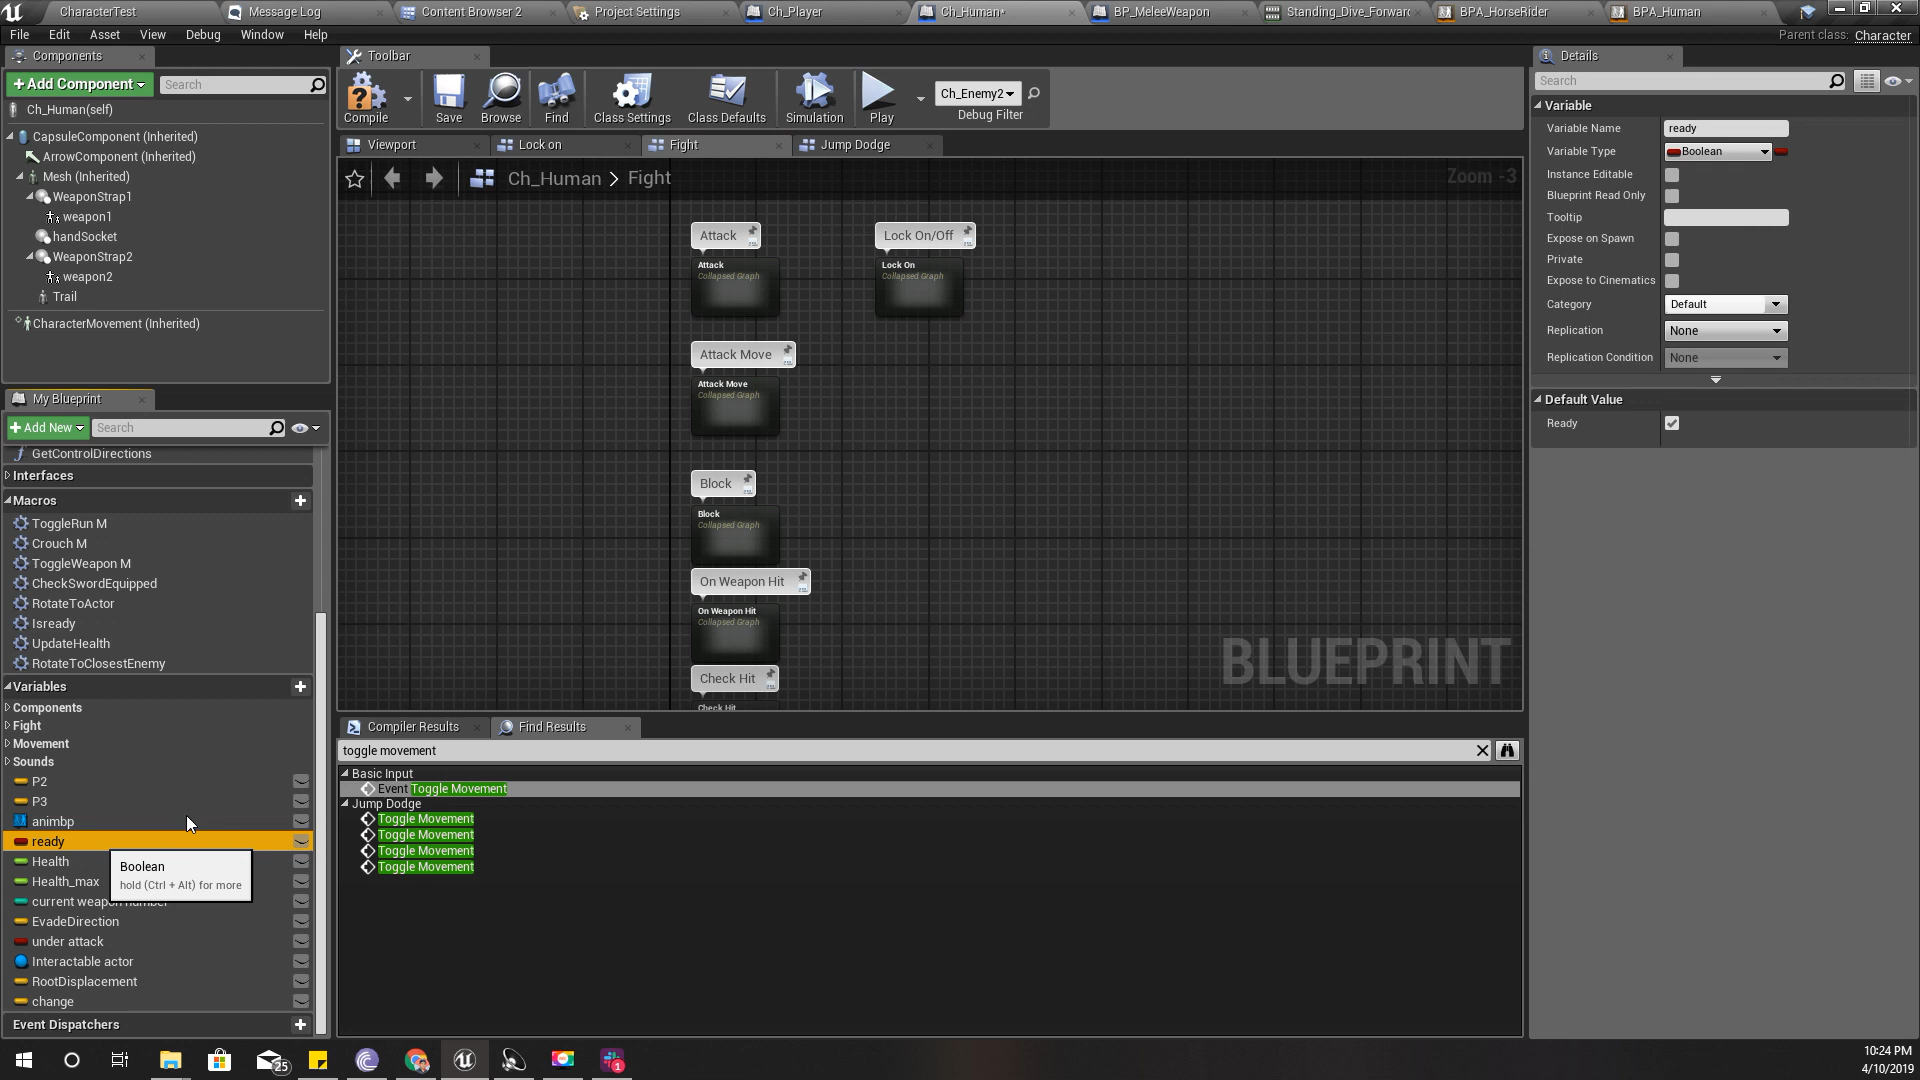 CharacterTest
Message Log
Content Browser 2
Project Settings
Ch_Player
Ch_Human*
BP_MeleeWeapon
Standing_Dive_Forward
BPA_HorseRider
BPA_Human
File Edit Asset View Debug Window Help
Parent class: Character
Components
+Add Component
Search
Ch_Human(self)
CapsuleComponent (Inherited)
ArrowComponent (Inherited)
Mesh (Inherited)
WeaponStrap1
weapon1
handSocket
WeaponStrap2
weapon2
Trail
CharacterMovement (Inherited)
My Blueprint
+Add New
Search
GetControlDirections
Interfaces
Macros
ToggleRun M
Crouch M
ToggleWeapon M
CheckSwordEquipped
RotateToActor
Isready
UpdateHealth
RotateToClosestEnemy
Variables
Components
Fight
Movement
Sounds
P2
P3
animbp
ready
Health
Health_max
current weapon number
EvadeDirection
under attack
Interactable actor
RootDisplacement
change
Event Dispatchers
Boolean
hold (Ctrl + Alt) for more
Toolbar
Compile
Save
Browse
Find
Class Settings
Class Defaults
Simulation
Play
Ch_Enemy2
Debug Filter
Viewport
Lock on
Fight
Jump Dodge
Ch_Human > Fight
Zoom -3
Attack
Attack
Collapsed Graph
Lock On/Off
Lock On
Collapsed Graph
Attack Move
Attack Move
Collapsed Graph
Block
Block
Collapsed Graph
On Weapon Hit
On Weapon Hit
Collapsed Graph
Check Hit
Check Hit
BLUEPRINT
Compiler Results
Find Results
toggle movement
Basic Input
Event Toggle Movement
Jump Dodge
Toggle Movement
Toggle Movement
Toggle Movement
Toggle Movement
Details
Search
Variable
Variable Name ready
Variable Type Boolean
Instance Editable
Blueprint Read Only
Tooltip
Expose on Spawn
Private
Expose to Cinematics
Category Default
Replication None
Replication Condition None
Default Value
Ready
25
1
10:24 PM
4/10/2019